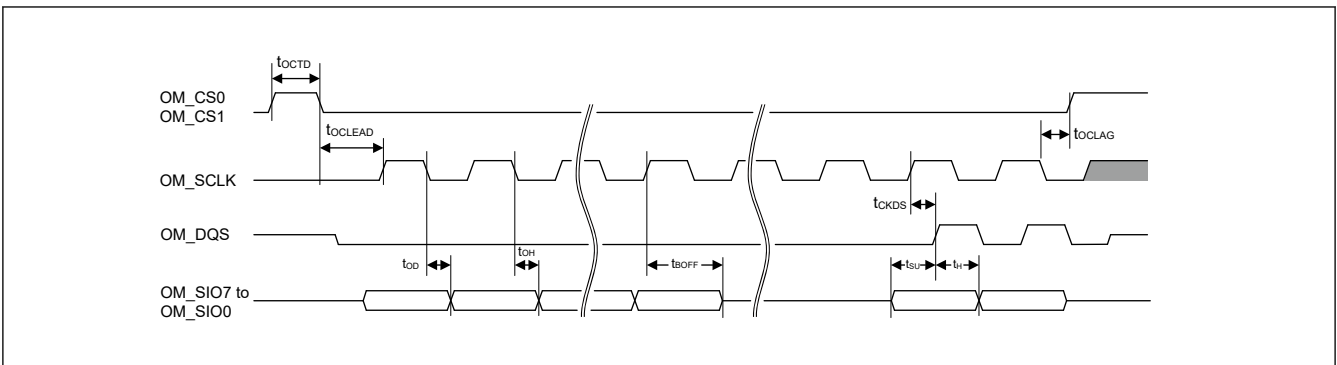 tOCTD
OM_CS0
OM_CS1
tOCLEAD
tOCLAG
OM_SCLK
tCKDS
OM_DQS
tOD
tOH
tBOFF
tSU
tH
OM_SIO7 to
OM_SIO0